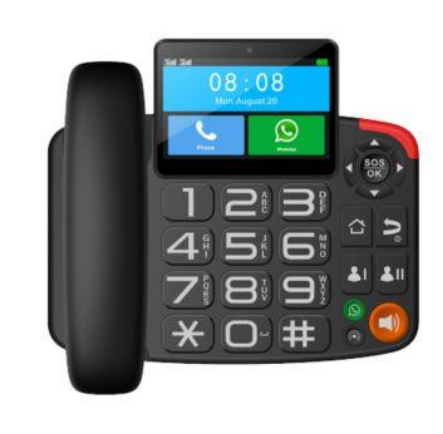 08:08
Mon August 20
Phone
WhatsApp
SOS
OK
1
2 ABC
3 DEF
4 GHI
5 JKL
6 MNO
7 PQRS
8 TUV
9 WXYZ
* 0 #
I
II